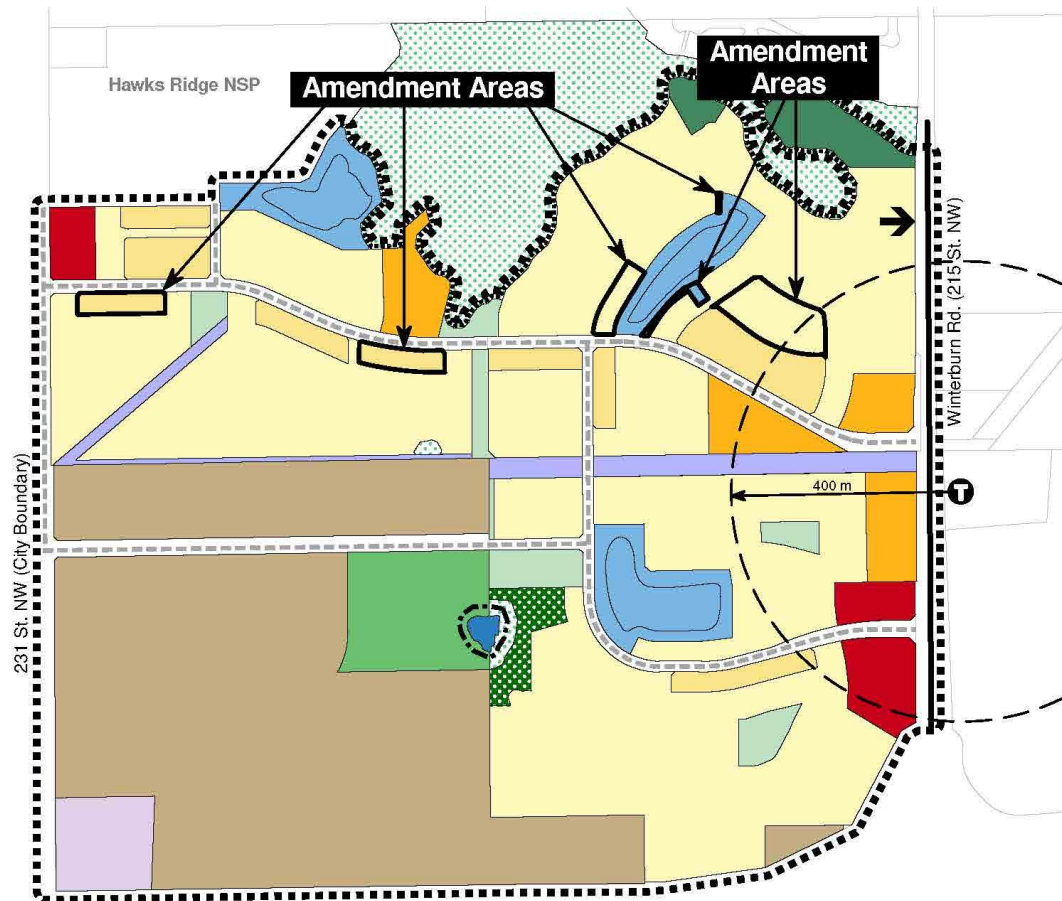 Hawks Ridge NSP
Amendment Areas
Amendment
Areas
Winterburn Rd. (215 St. NW)
400 m
T
231 St. NW (City Boundary)